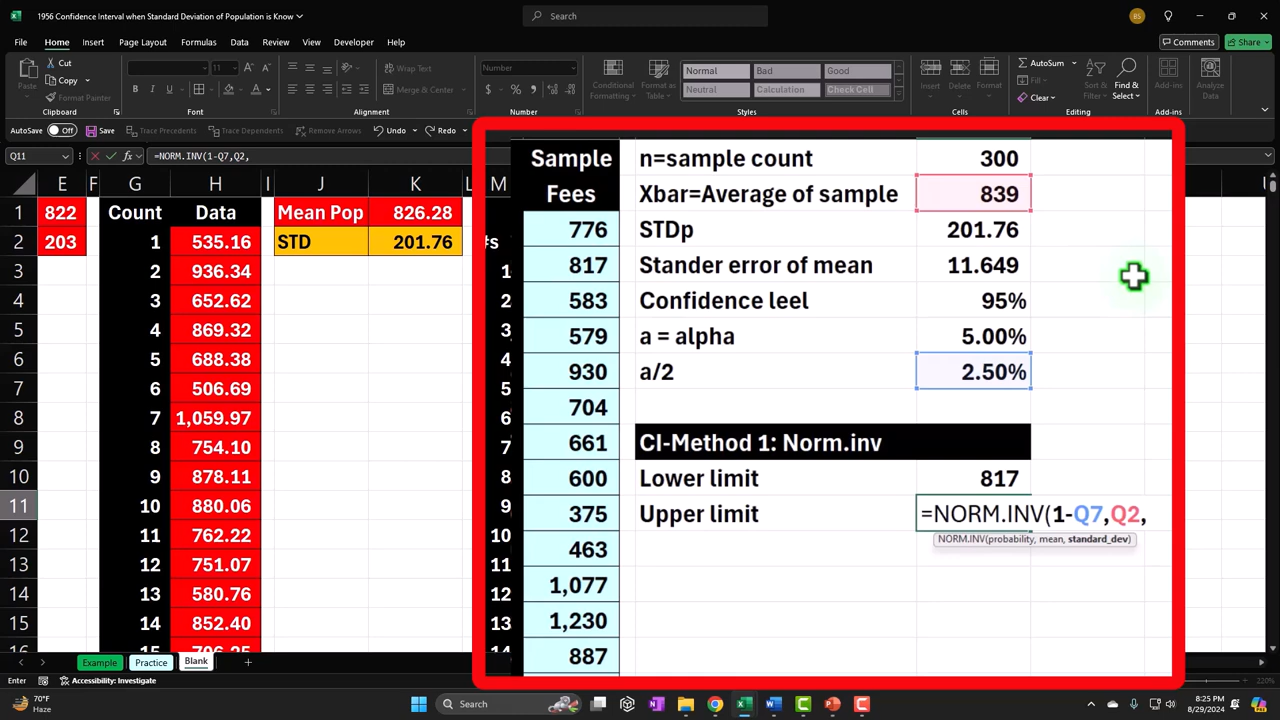 1956 Confidence Interval when Standard Deviation of Population is Know
Search
BS
File Home Insert Page Layout Formulas Data Review View Developer Help
Comments Share
Paste
Cut
Copy
Format Painter
Clipboard
11
Font
Wrap Text
Merge & Center
Alignment
Number
Number
Conditional Formatting
Format as Table
Normal Bad Good
Neutral Calculation Check Cell
Styles
Insert Delete Format
Cells
AutoSum
Fill
Clear
Sort & Filter
Find & Select
Editing
Add-ins
Add-ins
Analyze Data
AutoSave Off Save Trace Precedents Trace Dependents Remove Arrows Undo Redo
Q11 =NORM.INV(1-Q7,Q2,
E F G H I J K L M
1 822 Count Data Mean Pop 826.28
2 203 1 535.16 STD 201.76 #s
3 2 936.34 1
4 3 652.62 2
5 4 869.32 3
6 5 688.38 4
7 6 506.69 5
8 7 1,059.97 6
9 8 754.10 7
10 9 878.11 8
11 10 880.06 9
12 11 762.22 10
13 12 751.07 11
14 13 580.76 12
15 14 852.40 13
Sample Fees
n=sample count 300
Xbar=Average of sample 839
776 STDp 201.76
817 Stander error of mean 11.649
583 Confidence leel 95%
579 a = alpha 5.00%
930 a/2 2.50%
704
661 CI-Method 1: Norm.inv
600 Lower limit 817
375 Upper limit =NORM.INV(1-Q7,Q2,
NORM.INV(probability, mean, standard_dev)
463
1,077
1,230
887
Example Practice Blank
Enter Accessibility: Investigate 220%
70°F
Haze
Search
8:25 PM
8/29/2024